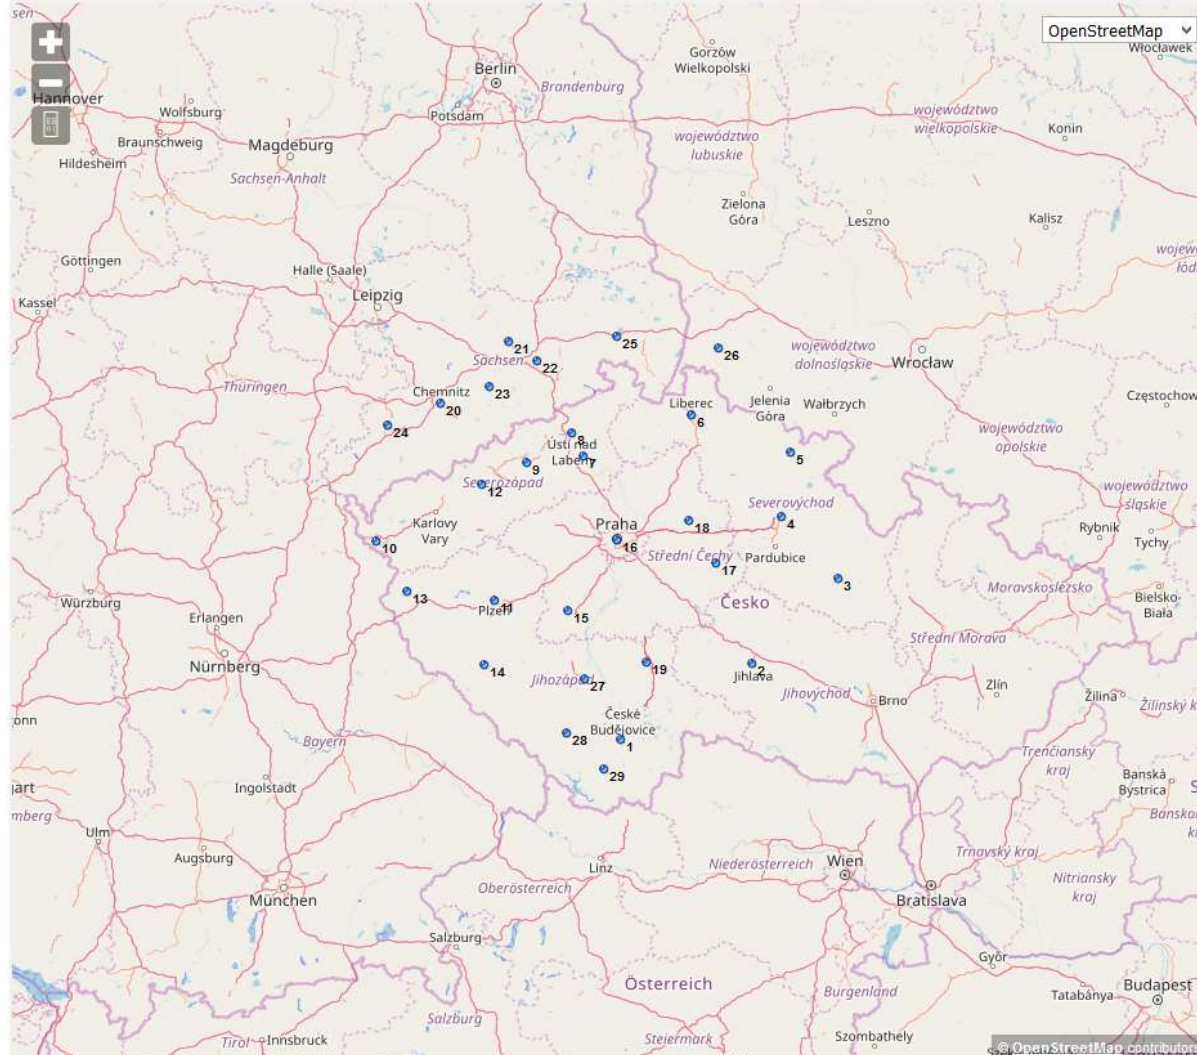 sen
OpenStreetMap
Gorzów
Wielkopolski
Włocławek
Berlin
Brandenburg
Hannover
Wolfsburg
Potsdam
województwo
wielkopolskie
Konin
Braunschweig
Magdeburg
województwo
lubuskie
Hildesheim
Sachsen-Anhalt
Zielona
Góra
Leszno
Kalisz
Göttingen
Halle (Saale)
Kassel
Leipzig
21
25
26
województwo
dolnośląskie
Wrocław
Sachsen
22
Thüringen
Chemnitz
23
20
Liberec
6
Jelenia
Góra
Wałbrzych
Częstochow
24
8
Ústí nad
Labem
7
województwo
opolskie
9
5
Severozápad
12
województwo
śląskie
Karlovy
Vary
Praha
16
18
Severovýchod
4
Rybnik
Tychy
10
Střední Čechy
Pardubice
17
3
Moravskoslezsko
Würzburg
13
Plzeň
11
15
Česko
Bielsko-
Biała
Erlangen
Nürnberg
Střední Morava
14
Jihozápad
27
19
2
Jihlava
Jihovýchod
Zlín
Brno
Žilina
Žilinský k
onn
Bayern
České
Budějovice
28
1
Trenčiansky
kraj
29
Ingolstadt
Banská
Bystrica
gart
mberg
Ulm
Augsburg
Linz
Niederösterreich
Wien
Trnavský kraj
Nitriansky
kraj
München
Oberösterreich
Bratislava
Salzburg
Győr
Österreich
Burgenland
Tatabánya
Budapest
Salzburg
Tirol
Innsbruck
Steiermark
Szombathely
© OpenStreetMap contributors